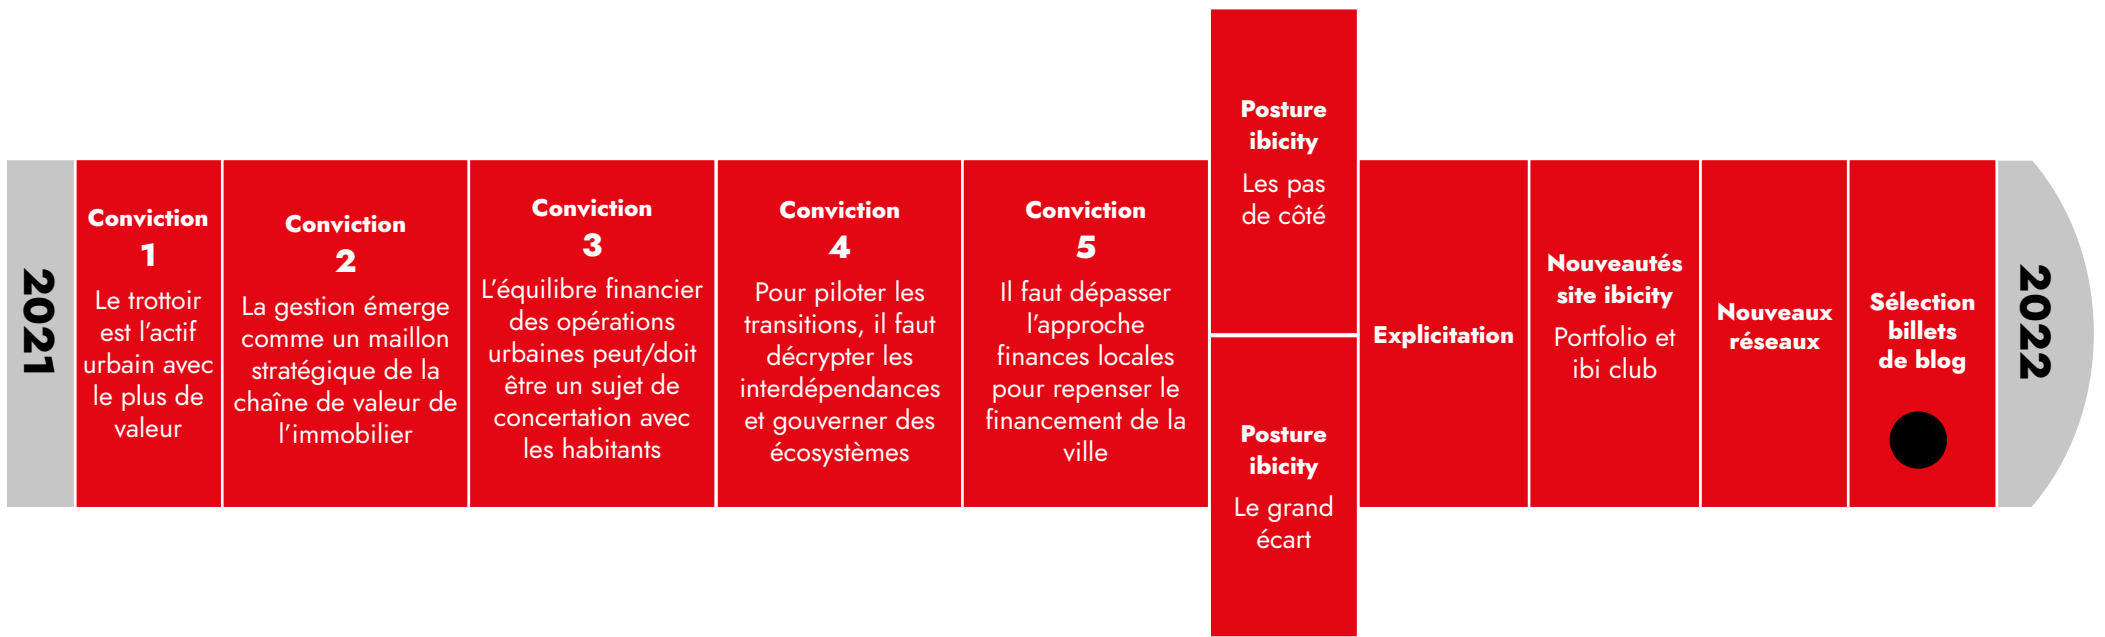 2021
Conviction
1
Le trottoir
est l'actif
urbain avec
le plus de
valeur
Conviction
2
La gestion émerge
comme un maillon
stratégique de la
chaîne de valeur de
l'immobilier
Conviction
3
L'équilibre financier
des opérations
urbaines peut/doit
être un sujet de
concertation avec
les habitants
Conviction
4
Pour piloter les
transitions, il faut
décrypter les
interdépendances
et gouverner des
écosystèmes
Conviction
5
Il faut dépasser
l'approche
finances locales
pour repenser le
financement de la
ville
Posture
ibicity
Les pas
de côté
Posture
ibicity
Le grand
écart
Explicitation
Nouveautés
site ibicity
Portfolio et
ibi club
Nouveaux
réseaux
Sélection
billets
de blog
2022